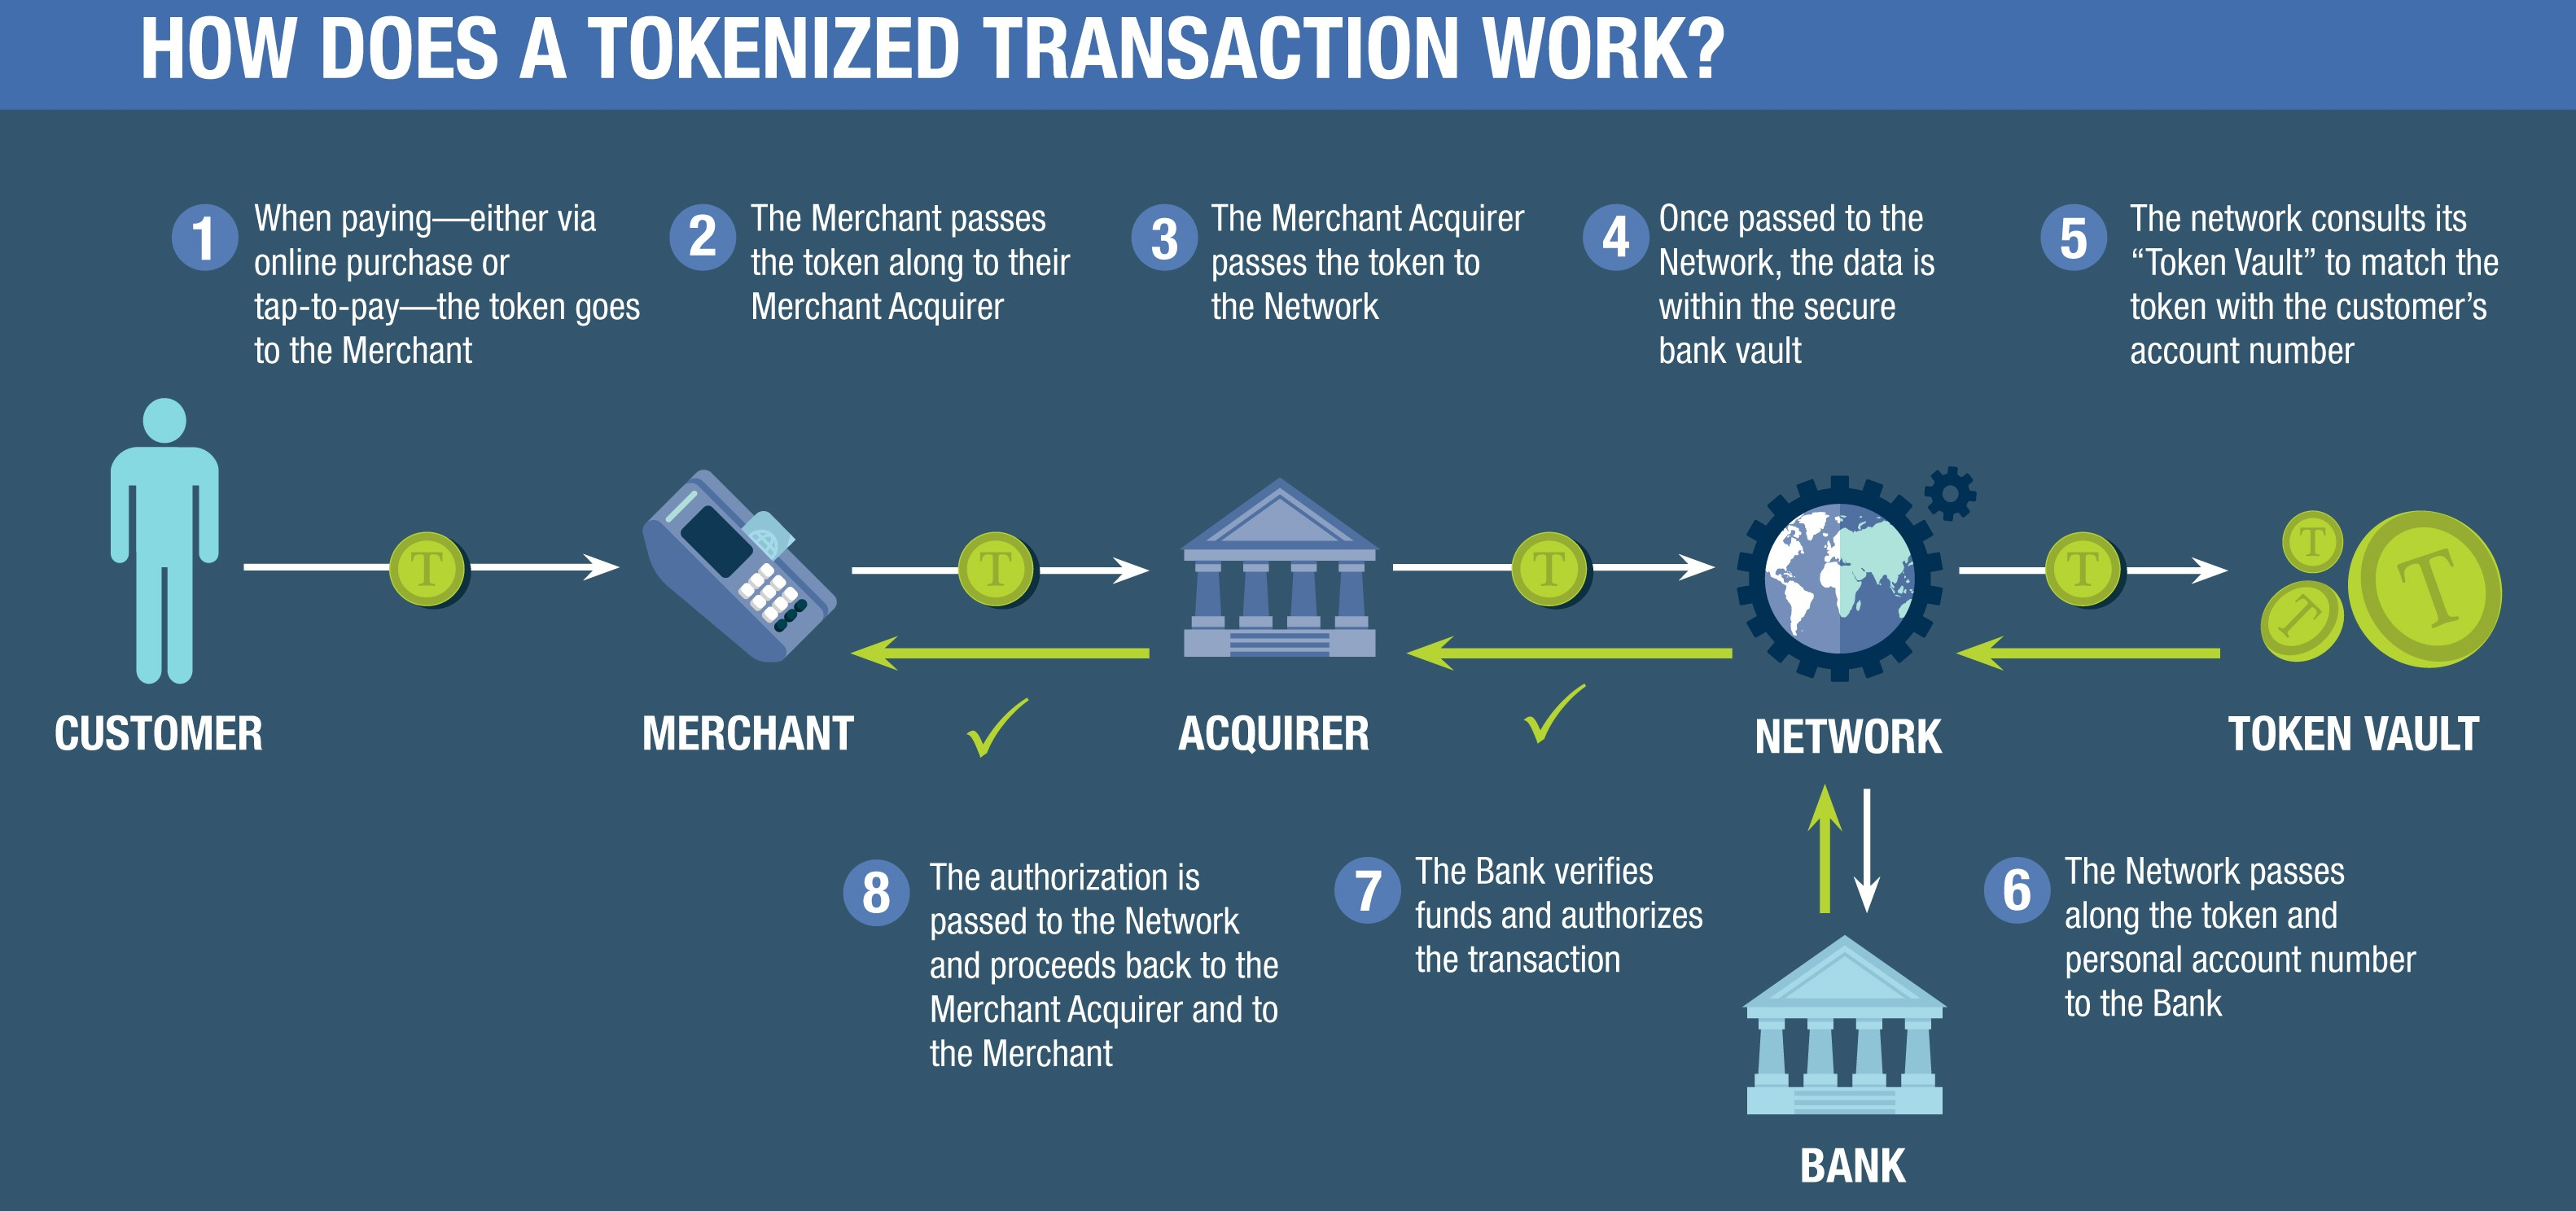 HOW DOES A TOKENIZED TRANSACTION WORK?
1
When paying—either via
online purchase or
tap-to-pay—the token goes
to the Merchant
2
The Merchant passes
the token along to their
Merchant Acquirer
3
The Merchant Acquirer
passes the token to
the Network
4
Once passed to the
Network, the data is
within the secure
bank vault
5
The network consults its
“Token Vault” to match the
token with the customer’s
account number
T
T
T
T
T
T
T
CUSTOMER
MERCHANT
ACQUIRER
NETWORK
TOKEN VAULT
8
The authorization is
passed to the Network
and proceeds back to the
Merchant Acquirer and to
the Merchant
7
The Bank verifies
funds and authorizes
the transaction
6
The Network passes
along the token and
personal account number
to the Bank
BANK